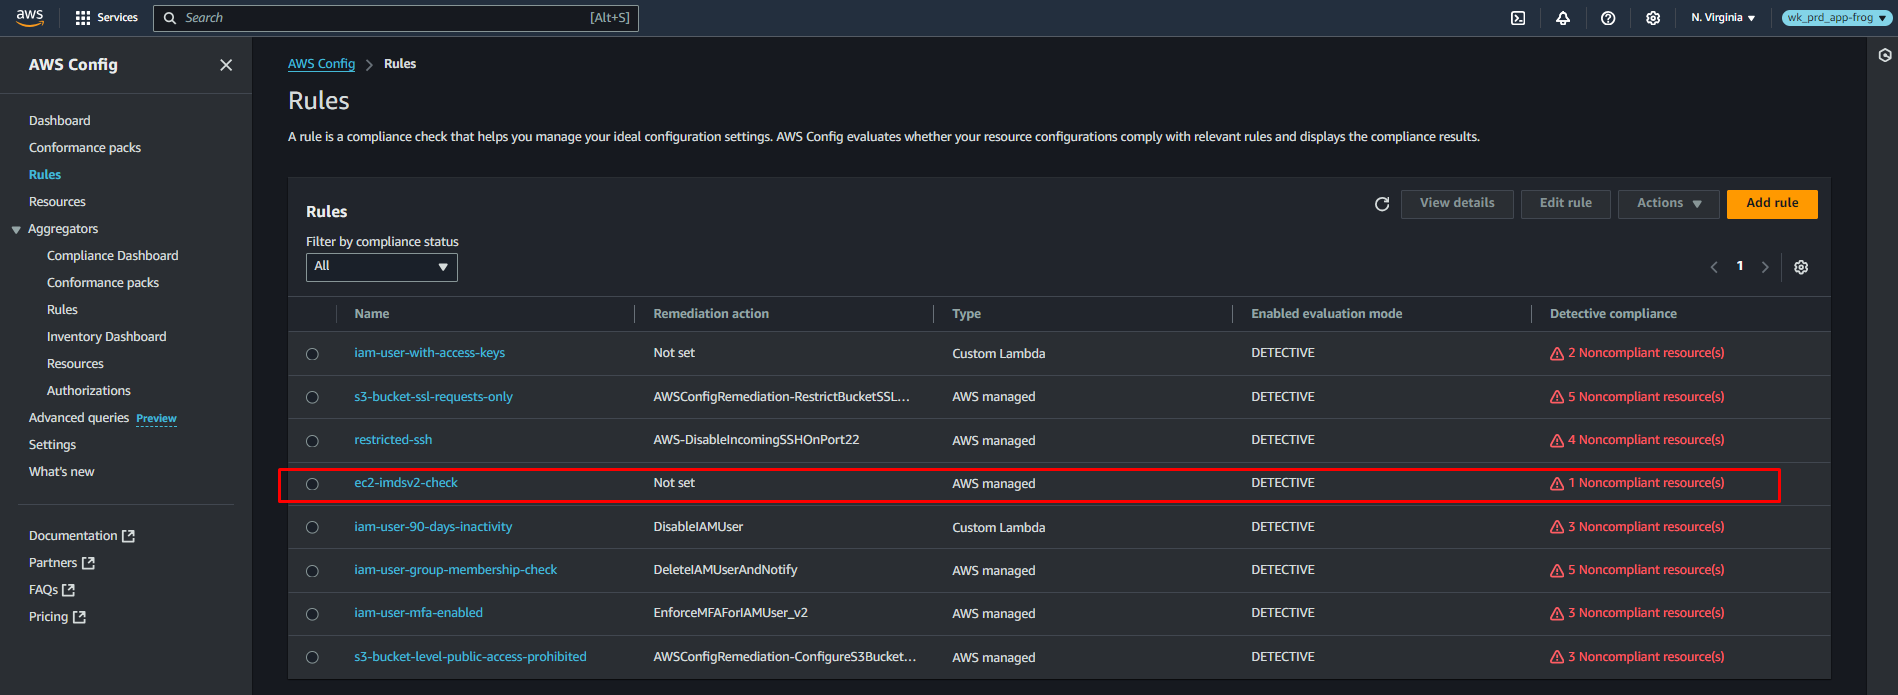 aws
Services
Search
[Alt+S]
N. Virginia
wk_prd_app-frog
AWS Config
Dashboard
Conformance packs
Rules
Resources
Aggregators
Compliance Dashboard
Conformance packs
Rules
Inventory Dashboard
Resources
Authorizations
Advanced queries Preview
Settings
What's new
Documentation
Partners
FAQs
Pricing
AWS Config > Rules
Rules
A rule is a compliance check that helps you manage your ideal configuration settings. AWS Config evaluates whether your resource configurations comply with relevant rules and displays the compliance results.
Rules
View details
Edit rule
Actions
Add rule
Filter by compliance status
All
1
Name Remediation action Type Enabled evaluation mode Detective compliance
iam-user-with-access-keys Not set Custom Lambda DETECTIVE 2 Noncompliant resource(s)
s3-bucket-ssl-requests-only AWSConfigRemediation-RestrictBucketSSL... AWS managed DETECTIVE 5 Noncompliant resource(s)
restricted-ssh AWS-DisableIncomingSSHOnPort22 AWS managed DETECTIVE 4 Noncompliant resource(s)
ec2-imdsv2-check Not set AWS managed DETECTIVE 1 Noncompliant resource(s)
iam-user-90-days-inactivity DisableIAMUser Custom Lambda DETECTIVE 3 Noncompliant resource(s)
iam-user-group-membership-check DeleteIAMUserAndNotify AWS managed DETECTIVE 5 Noncompliant resource(s)
iam-user-mfa-enabled EnforceMFAForIAMUser_v2 AWS managed DETECTIVE 3 Noncompliant resource(s)
s3-bucket-level-public-access-prohibited AWSConfigRemediation-ConfigureS3Bucket... AWS managed DETECTIVE 3 Noncompliant resource(s)